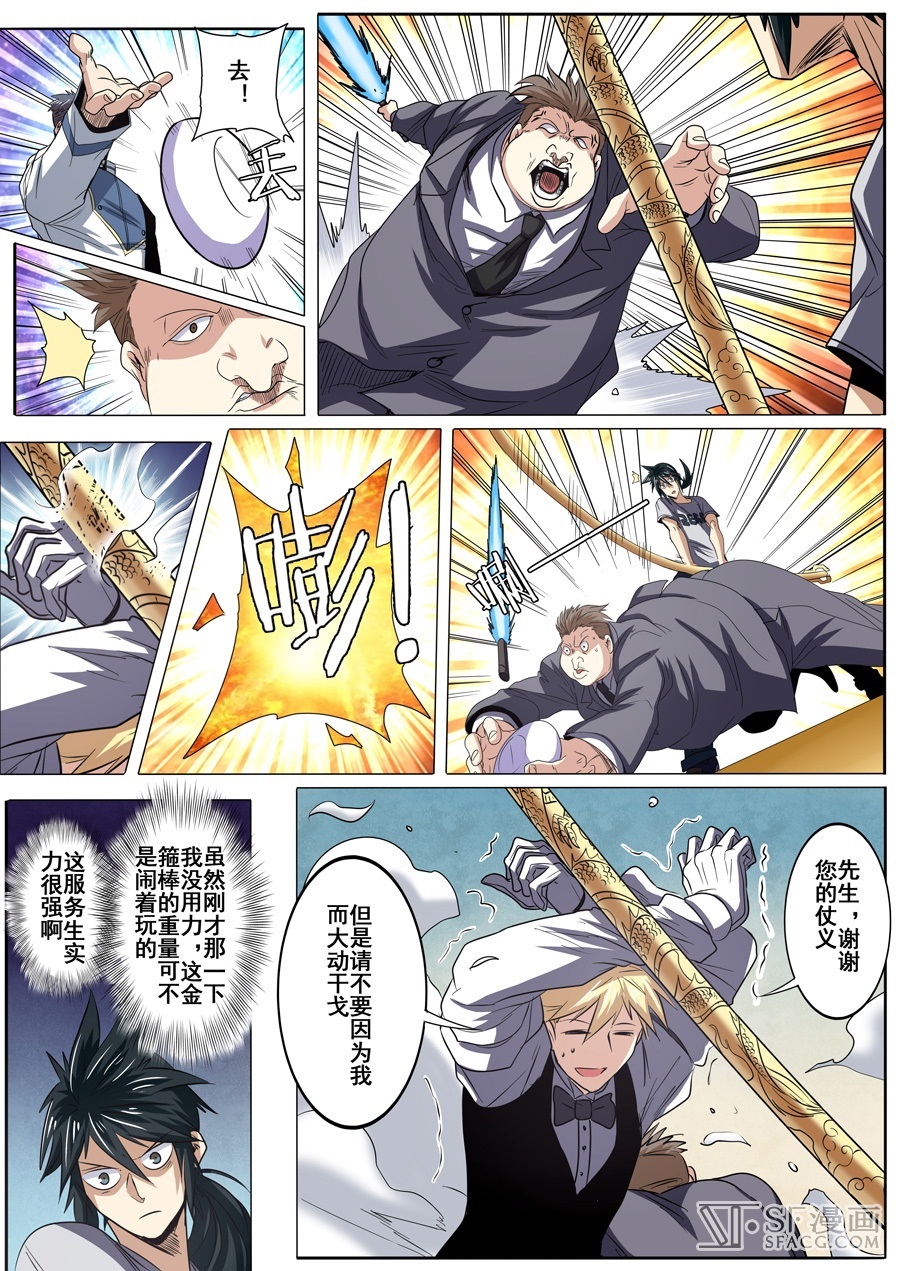 去！
丢
嘭！
嘣！
先生，谢谢
您的仗义
但是请不要因为我
而大动干戈
虽然刚才那一下
我没用力，这金
箍棒的重量可不
是闹着玩的
这服务生实
力很强啊
SF漫画
SFACG.COM